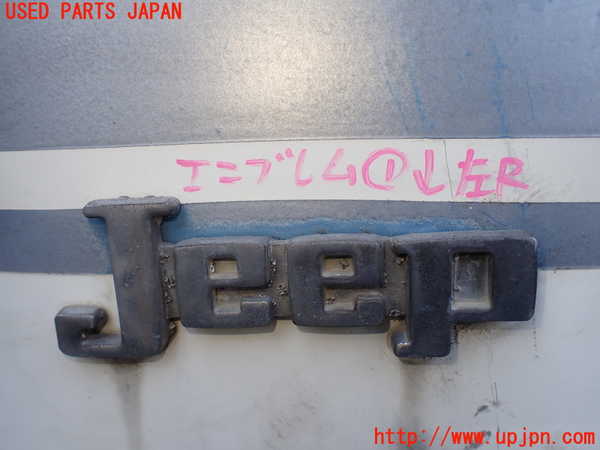 USED PARTS JAPAN
エンブレム①↓左R
Jeep
http://www.upjpn.com/